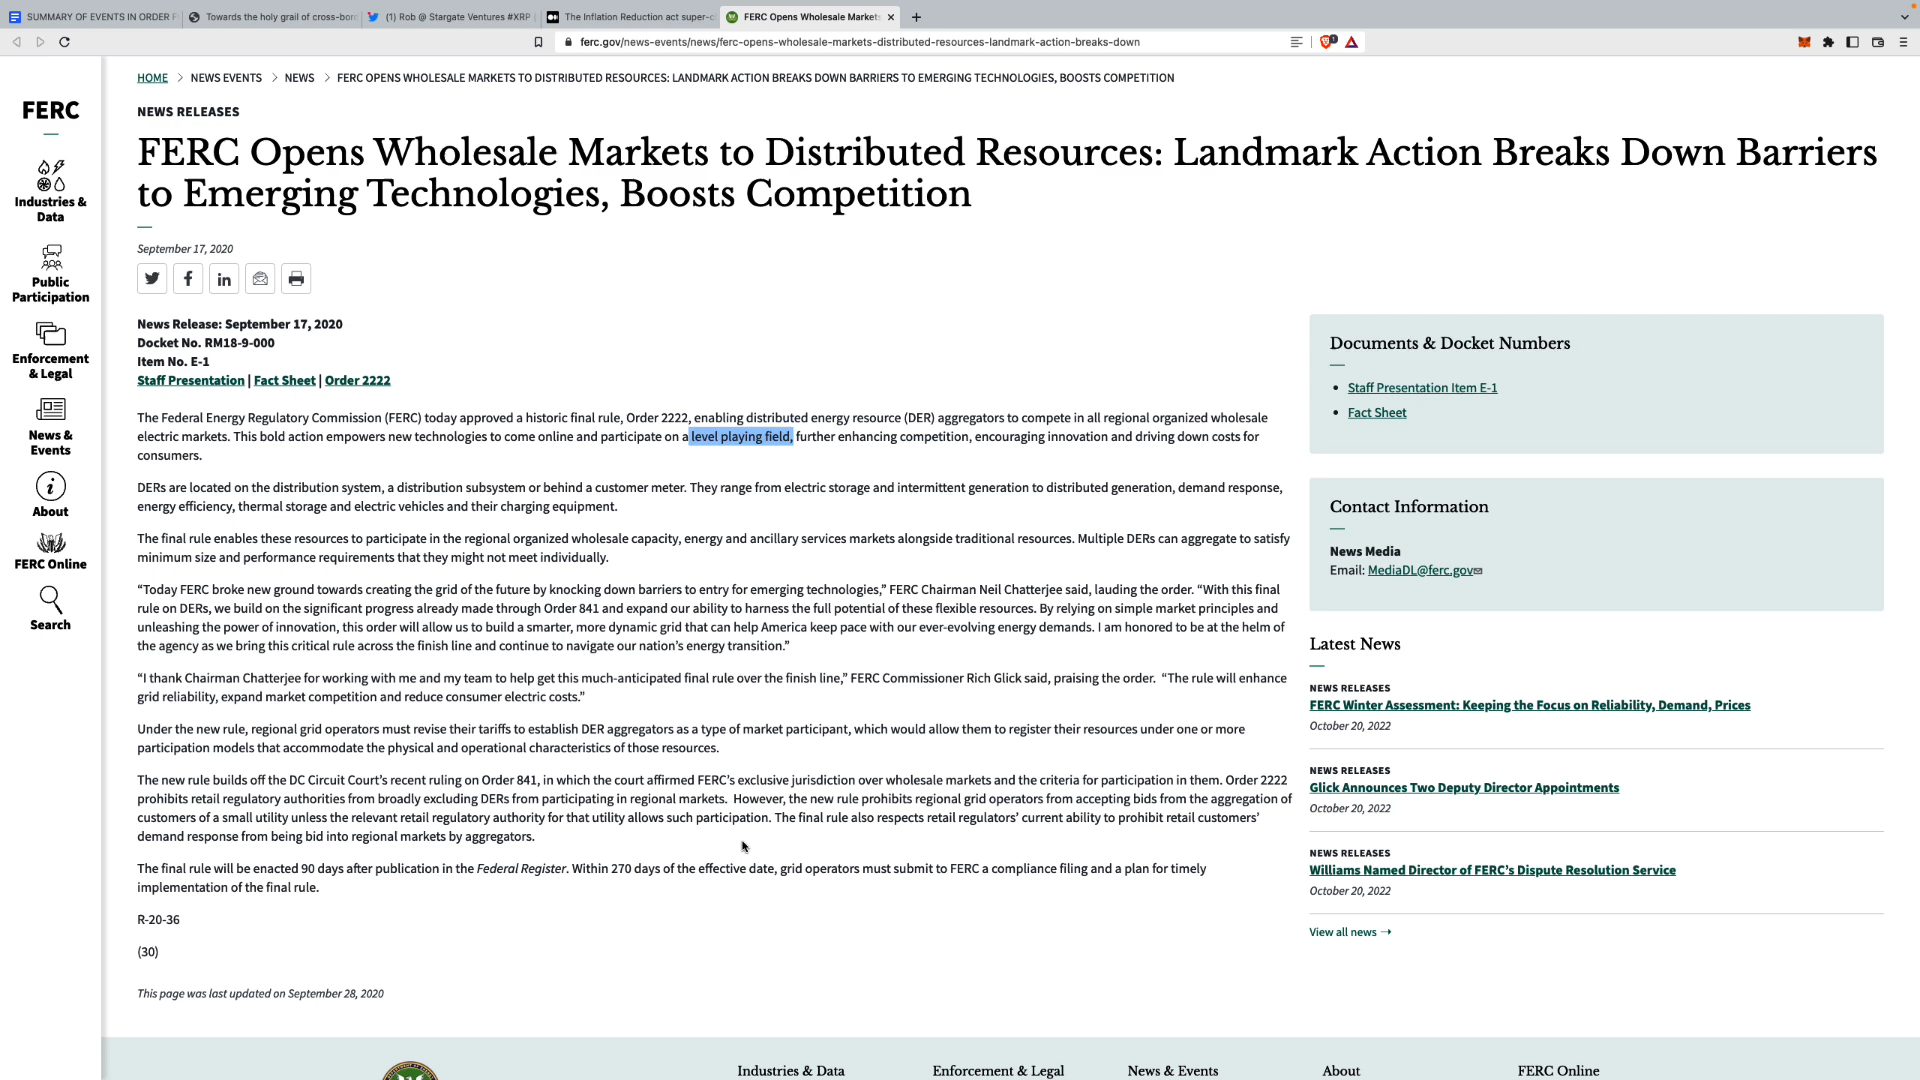 SUMMARY OF EVENTS IN ORDER F
Towards the holy grail of cross-bor
(1) Rob @ Stargate Ventures #XRP
The Inflation Reduction act super-c
FERC Opens Wholesale Markets
ferc.gov/news-events/news/ferc-opens-wholesale-markets-distributed-resources-landmark-action-breaks-down
1
HOME > NEWS EVENTS > NEWS > FERC OPENS WHOLESALE MARKETS TO DISTRIBUTED RESOURCES: LANDMARK ACTION BREAKS DOWN BARRIERS TO EMERGING TECHNOLOGIES, BOOSTS COMPETITION
FERC
Industries &
Data
Public
Participation
Enforcement
& Legal
News &
Events
About
FERC Online
Search
NEWS RELEASES
FERC Opens Wholesale Markets to Distributed Resources: Landmark Action Breaks Down Barriers
to Emerging Technologies, Boosts Competition
September 17, 2020
News Release: September 17, 2020
Docket No. RM18-9-000
Item No. E-1
Staff Presentation | Fact Sheet | Order 2222
The Federal Energy Regulatory Commission (FERC) today approved a historic final rule, Order 2222, enabling distributed energy resource (DER) aggregators to compete in all regional organized wholesale
electric markets. This bold action empowers new technologies to come online and participate on a level playing field, further enhancing competition, encouraging innovation and driving down costs for
consumers.
DERs are located on the distribution system, a distribution subsystem or behind a customer meter. They range from electric storage and intermittent generation to distributed generation, demand response,
energy efficiency, thermal storage and electric vehicles and their charging equipment.
The final rule enables these resources to participate in the regional organized wholesale capacity, energy and ancillary services markets alongside traditional resources. Multiple DERs can aggregate to satisfy
minimum size and performance requirements that they might not meet individually.
“Today FERC broke new ground towards creating the grid of the future by knocking down barriers to entry for emerging technologies,” FERC Chairman Neil Chatterjee said, lauding the order. “With this final
rule on DERs, we build on the significant progress already made through Order 841 and expand our ability to harness the full potential of these flexible resources. By relying on simple market principles and
unleashing the power of innovation, this order will allow us to build a smarter, more dynamic grid that can help America keep pace with our ever-evolving energy demands. I am honored to be at the helm of
the agency as we bring this critical rule across the finish line and continue to navigate our nation’s energy transition.”
“I thank Chairman Chatterjee for working with me and my team to help get this much-anticipated final rule over the finish line,” FERC Commissioner Rich Glick said, praising the order. “The rule will enhance
grid reliability, expand market competition and reduce consumer electric costs.”
Under the new rule, regional grid operators must revise their tariffs to establish DER aggregators as a type of market participant, which would allow them to register their resources under one or more
participation models that accommodate the physical and operational characteristics of those resources.
The new rule builds off the DC Circuit Court’s recent ruling on Order 841, in which the court affirmed FERC’s exclusive jurisdiction over wholesale markets and the criteria for participation in them. Order 2222
prohibits retail regulatory authorities from broadly excluding DERs from participating in regional markets. However, the new rule prohibits regional grid operators from accepting bids from the aggregation of
customers of a small utility unless the relevant retail regulatory authority for that utility allows such participation. The final rule also respects retail regulators’ current ability to prohibit retail customers’
demand response from being bid into regional markets by aggregators.
The final rule will be enacted 90 days after publication in the Federal Register. Within 270 days of the effective date, grid operators must submit to FERC a compliance filing and a plan for timely
implementation of the final rule.
R-20-36
(30)
This page was last updated on September 28, 2020
Documents & Docket Numbers
• Staff Presentation Item E-1
• Fact Sheet
Contact Information
News Media
Email: MediaDL@ferc.gov
Latest News
NEWS RELEASES
FERC Winter Assessment: Keeping the Focus on Reliability, Demand, Prices
October 20, 2022
NEWS RELEASES
Glick Announces Two Deputy Director Appointments
October 20, 2022
NEWS RELEASES
Williams Named Director of FERC’s Dispute Resolution Service
October 20, 2022
View all news →
Industries & Data
Enforcement & Legal
News & Events
About
FERC Online